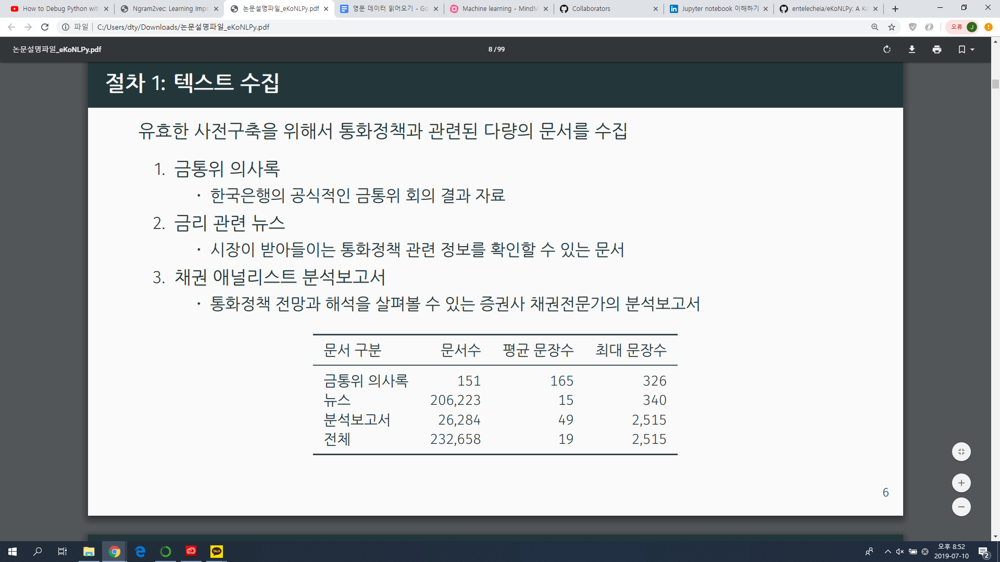 How to Debug Python wit
Ngram2vec: Learning Impr
논문설명파일_eKoNLPy.pdf
영문 데이터 읽어오기 - Go
Machine learning - MindM
Collaborators
Jupyter notebook 이해하기
entelecheia/eKoNLPy: A Ko
파일
C:/Users/dty/Downloads/논문설명파일_eKoNLPy.pdf
오류
J
논문설명파일_eKoNLPy.pdf
8 / 99
절차 1: 텍스트 수집
유효한 사전구축을 위해서 통화정책과 관련된 다량의 문서를 수집
1. 금통위 의사록
· 한국은행의 공식적인 금통위 회의 결과 자료
2. 금리 관련 뉴스
· 시장이 받아들이는 통화정책 관련 정보를 확인할 수 있는 문서
3. 채권 애널리스트 분석보고서
· 통화정책 전망과 해석을 살펴볼 수 있는 증권사 채권전문가의 분석보고서
문서 구분 문서수 평균 문장수 최대 문장수
금통위 의사록 151 165 326
뉴스 206,223 15 340
분석보고서 26,284 49 2,515
전체 232,658 19 2,515
6
TALK
오후 8:52
2019-07-10
2